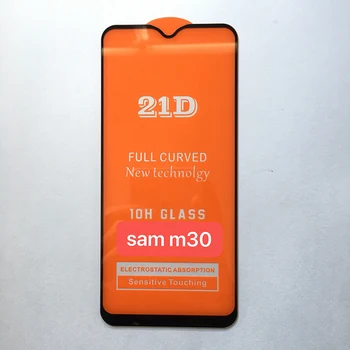 21D
FULL CURVED
New technolgy
10H GLASS
sam m30
ELECTROSTATIC ABSORPTION
Sensitive Touching